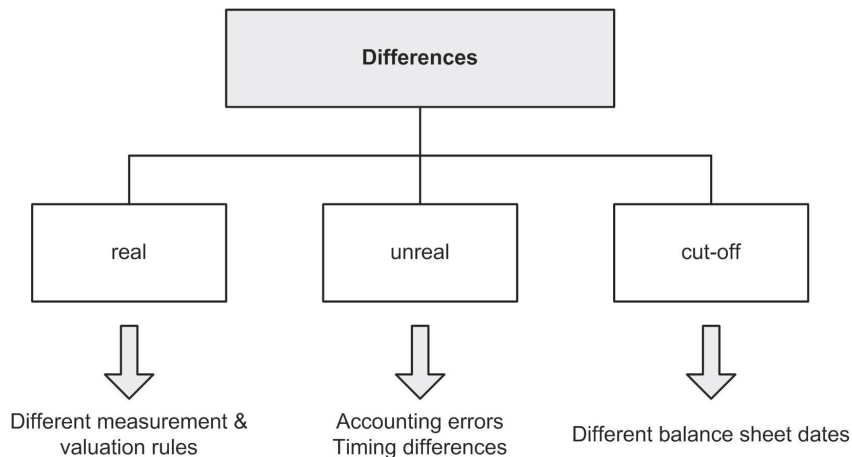 Differences
real
unreal
cut-off
Different measurement &
valuation rules
Accounting errors
Timing differences
Different balance sheet dates